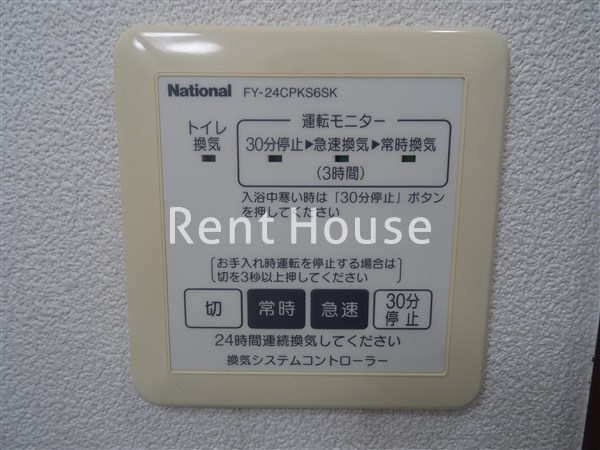 National FY-24CPKS6SK
トイレ
換気
運転モニター
30分停止▶急速換気▶常時換気
(3時間)
入浴中寒い時は「30分停止」ボタン
を押してください
Rent House
お手入れ時運転を停止する場合は
切を3秒以上押してください
切 常時 急速 30分
停止
24時間連続換気してください
換気システムコントローラー